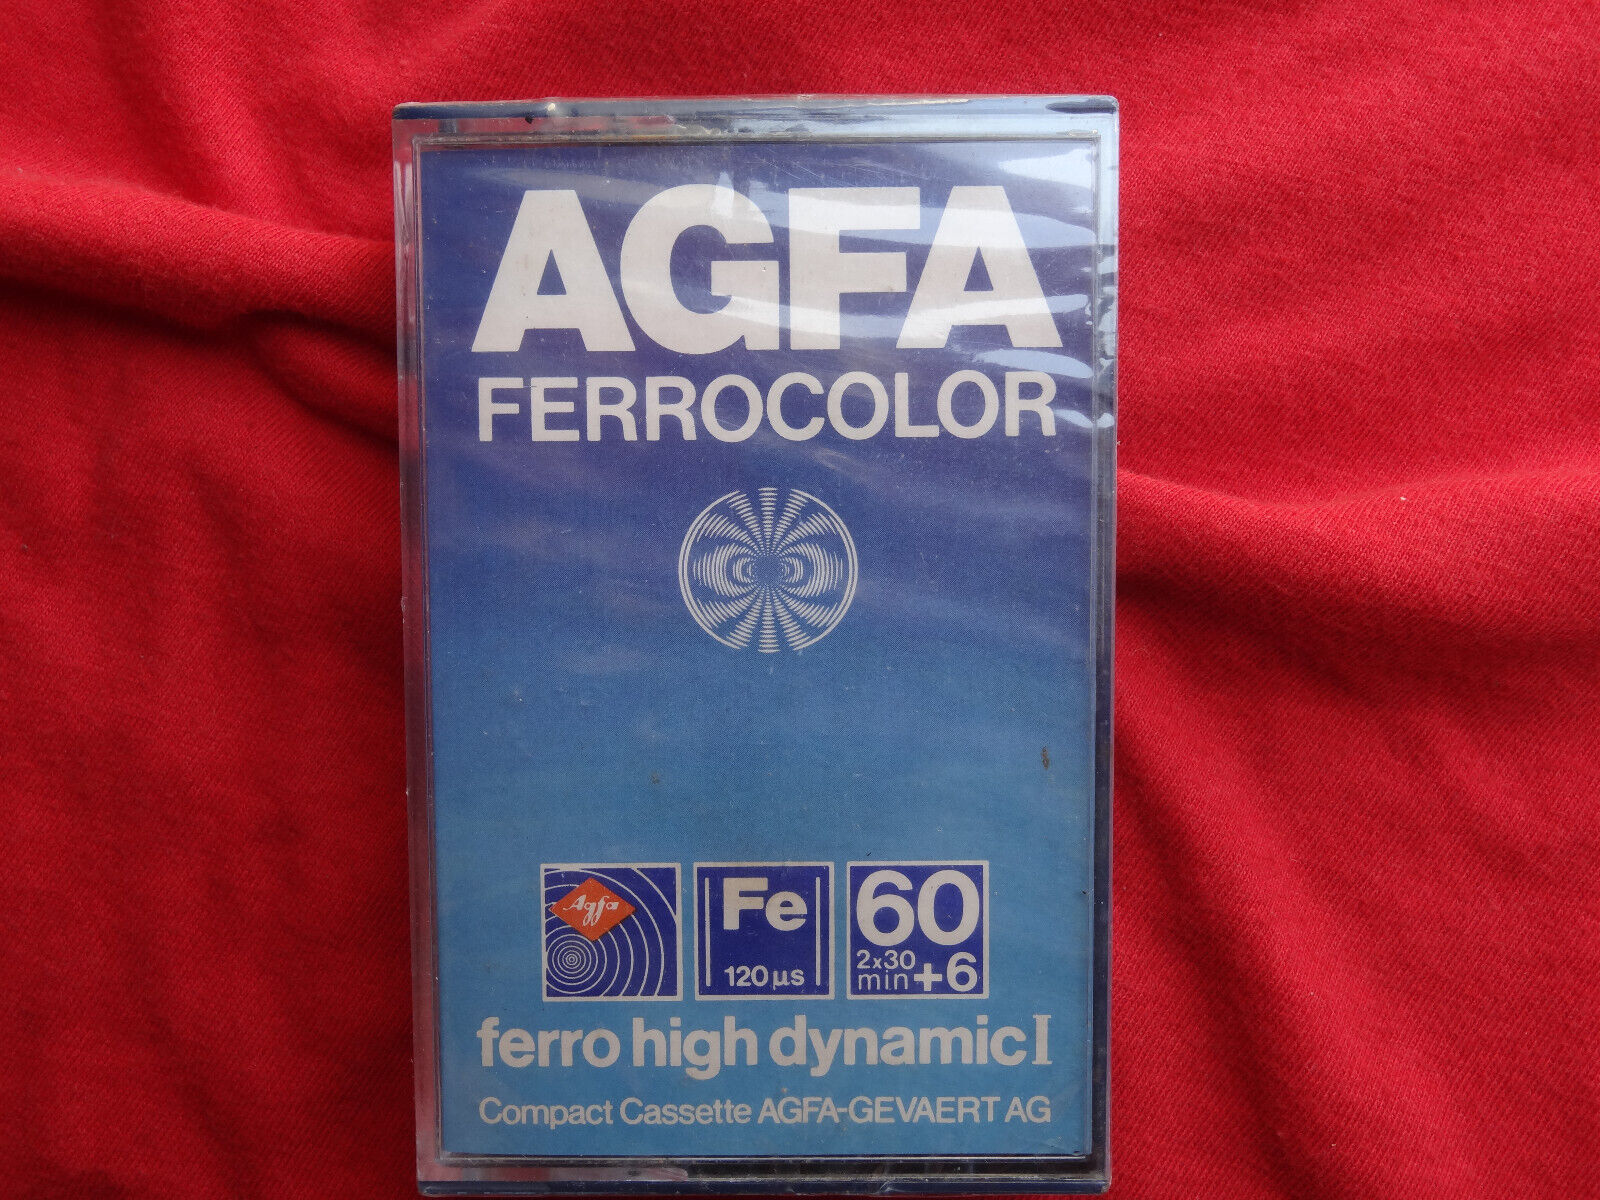 AGFA
FERROCOLOR
Agfa
Fe
120 µs
60
2x30
min +6
ferro high dynamic I
Compact Cassette AGFA-GEVAERT AG